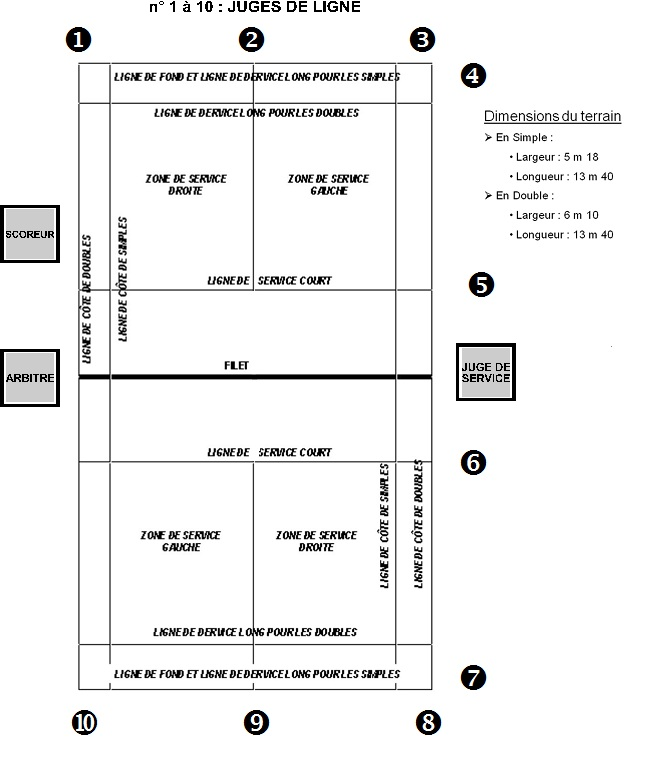 n° 1 à 10 : JUGES DE LIGNE
1 2 3
LIGNE DE FOND ET LIGNE DE DERVICE LONG POUR LES SIMPLES
4
LIGNE DE DERVICE LONG POUR LES DOUBLES
Dimensions du terrain
➢ En Simple :
• Largeur : 5 m 18
• Longueur : 13 m 40
➢ En Double :
• Largeur : 6 m 10
• Longueur : 13 m 40
ZONE DE SERVICE
DROITE
ZONE DE SERVICE
GAUCHE
SCOREUR
LIGNE DE CÔTE DE DOUBLES
LIGNE DE CÔTE DE SIMPLES
LIGNE DE SERVICE COURT
5
FILET
ARBITRE
JUGE DE
SERVICE
LIGNE DE SERVICE COURT
6
LIGNE DE CÔTE DE SIMPLES
LIGNE DE CÔTE DE DOUBLES
ZONE DE SERVICE
GAUCHE
ZONE DE SERVICE
DROITE
LIGNE DE DERVICE LONG POUR LES DOUBLES
LIGNE DE FOND ET LIGNE DE DERVICE LONG POUR LES SIMPLES
7
10 9 8